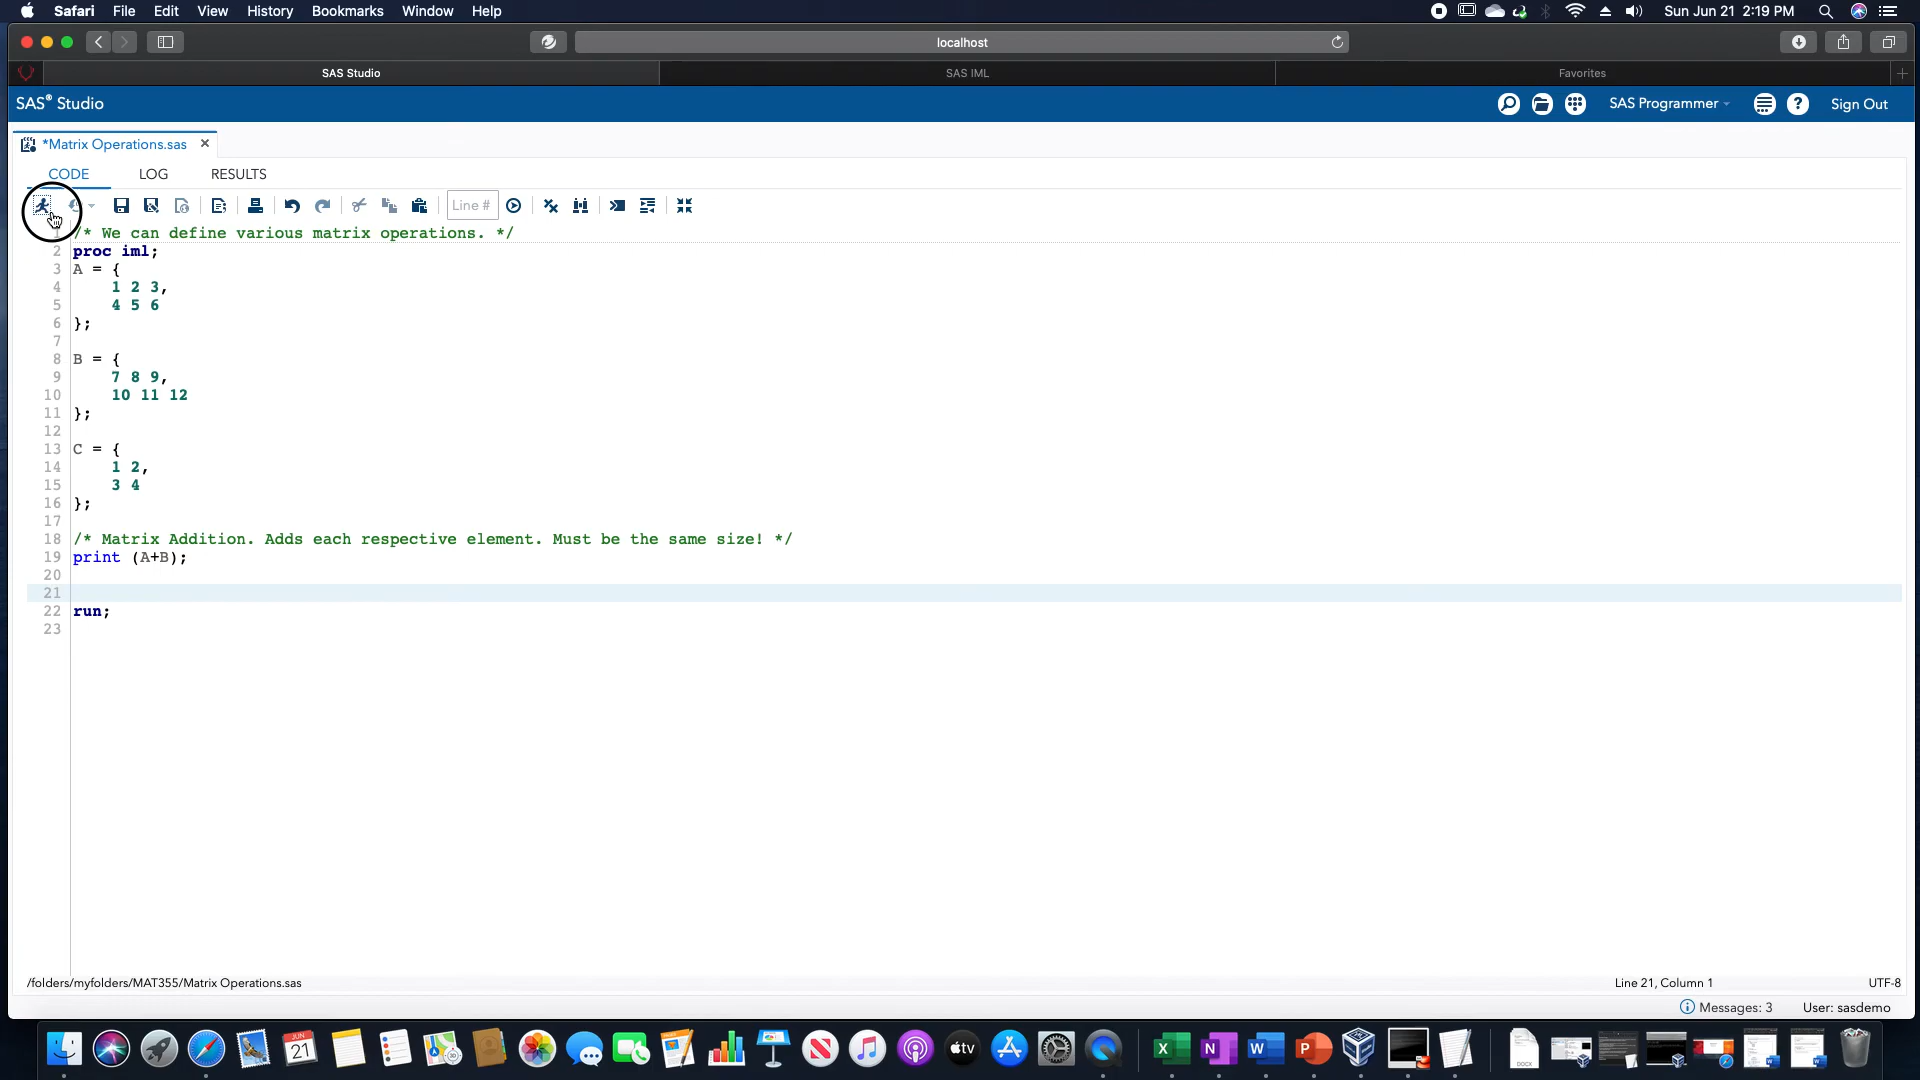 Safari File Edit View History Bookmarks Window Help Sun Jun 21 2:19 PM
localhost
SAS Studio SAS IML Favorites
SAS® Studio SAS Programmer Sign Out
*Matrix Operations.sas
CODE LOG RESULTS
Line #
1 /* We can define various matrix operations. */
2 proc iml;
3 A = {
4 1 2 3,
5 4 5 6
6 };
7
8 B = {
9 7 8 9,
10 10 11 12
11 };
12
13 C = {
14 1 2,
15 3 4
16 };
17
18 /* Matrix Addition. Adds each respective element. Must be the same size! */
19 print (A+B);
20
21
22 run;
23
/folders/myfolders/MAT355/Matrix Operations.sas Line 21, Column 1 UTF-8
Messages: 3 User: sasdemo
JUN
21
tv
X N W P
DOCX